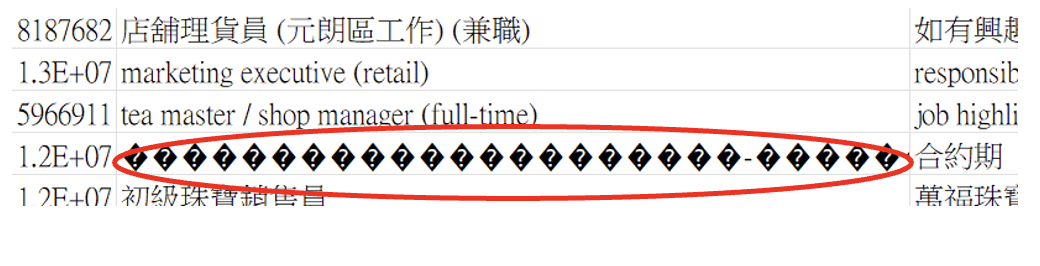 8187682 店舖理貨員 (元朗區工作) (兼職) 如有興趣
1.3E+07 marketing executive (retail) responsib
5966911 tea master / shop manager (full-time) job highli
1.2E+07 ���������������������-����� 合約期
1.2E+07 初級珠寶銷售員 萬福珠寶